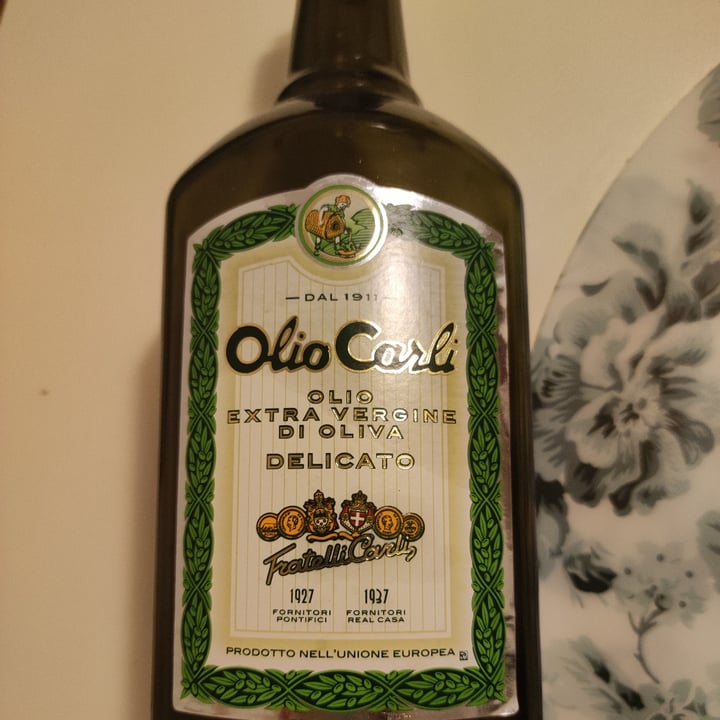 DAL 1911
Olio Carli
OLIO
EXTRA VERGINE
DI OLIVA
DELICATO
Fratelli Carli
1927 1937
FORNITORI FORNITORI
PONTIFICI REAL CASA
PRODOTTO NELL'UNIONE EUROPEA